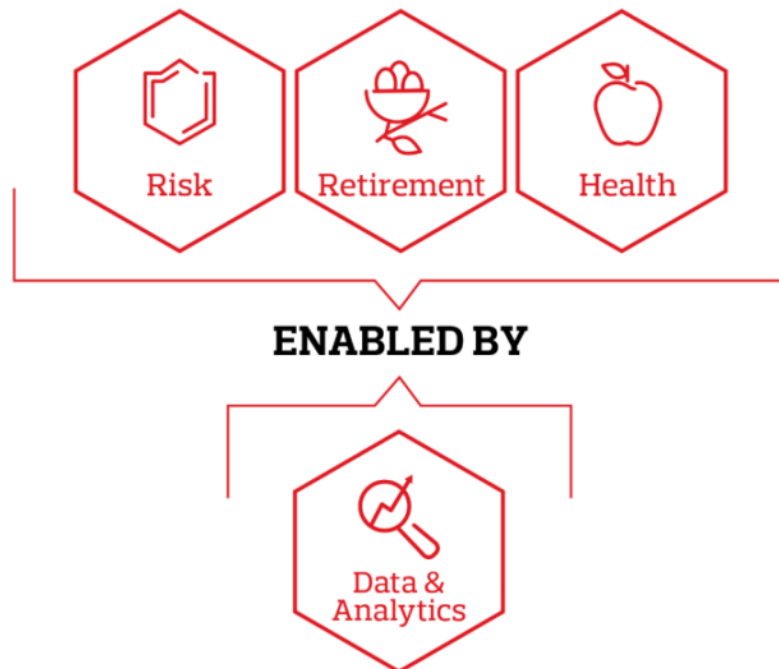 Risk
Retirement
Health
ENABLED BY
Data &
Analytics